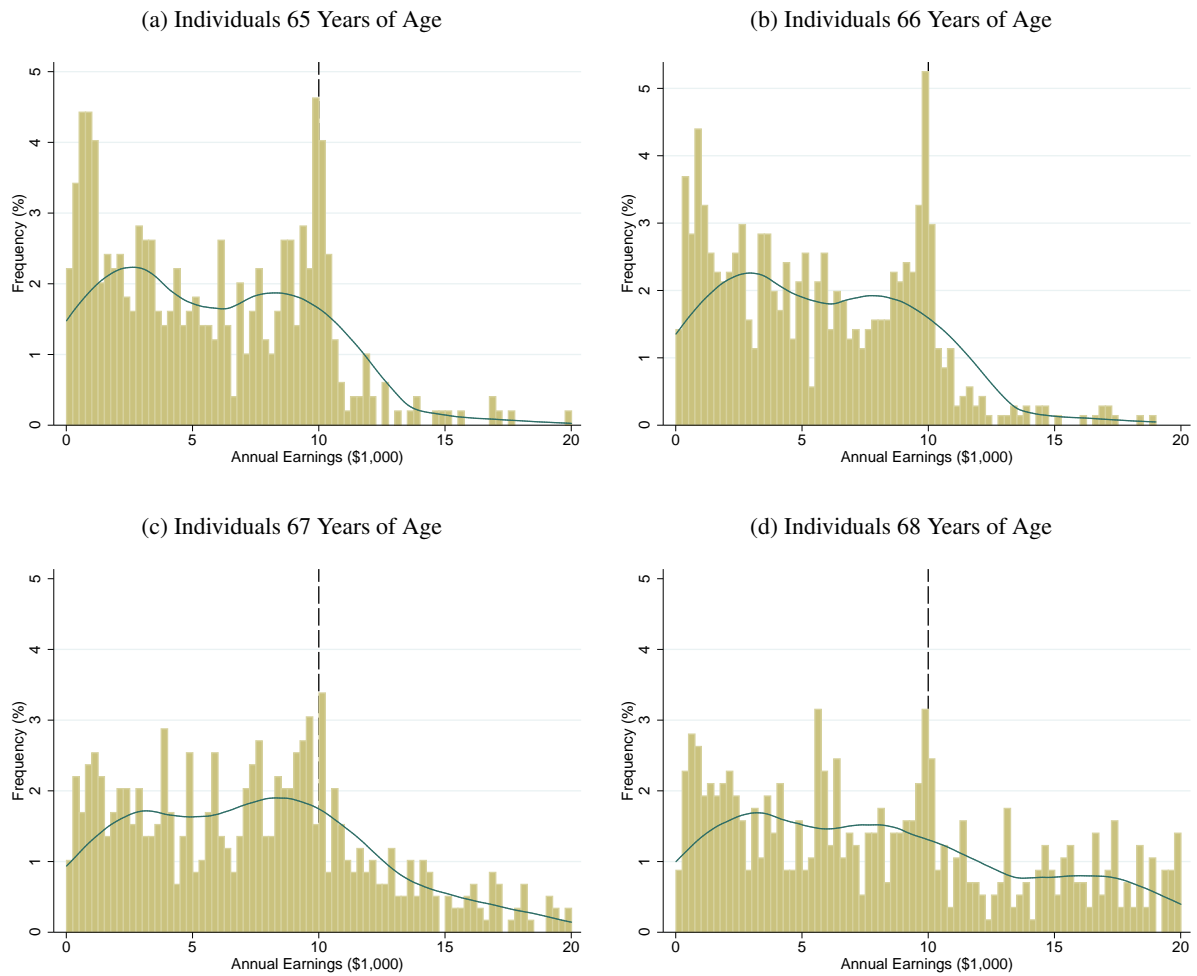 (a) Individuals 65 Years of Age
Frequency (%)
0 1 2 3 4 5
0 5 10 15 20
Annual Earnings ($1,000)
(b) Individuals 66 Years of Age
Frequency (%)
0 1 2 3 4 5
0 5 10 15 20
Annual Earnings ($1,000)
(c) Individuals 67 Years of Age
Frequency (%)
0 1 2 3 4 5
0 5 10 15 20
Annual Earnings ($1,000)
(d) Individuals 68 Years of Age
Frequency (%)
0 1 2 3 4 5
0 5 10 15 20
Annual Earnings ($1,000)